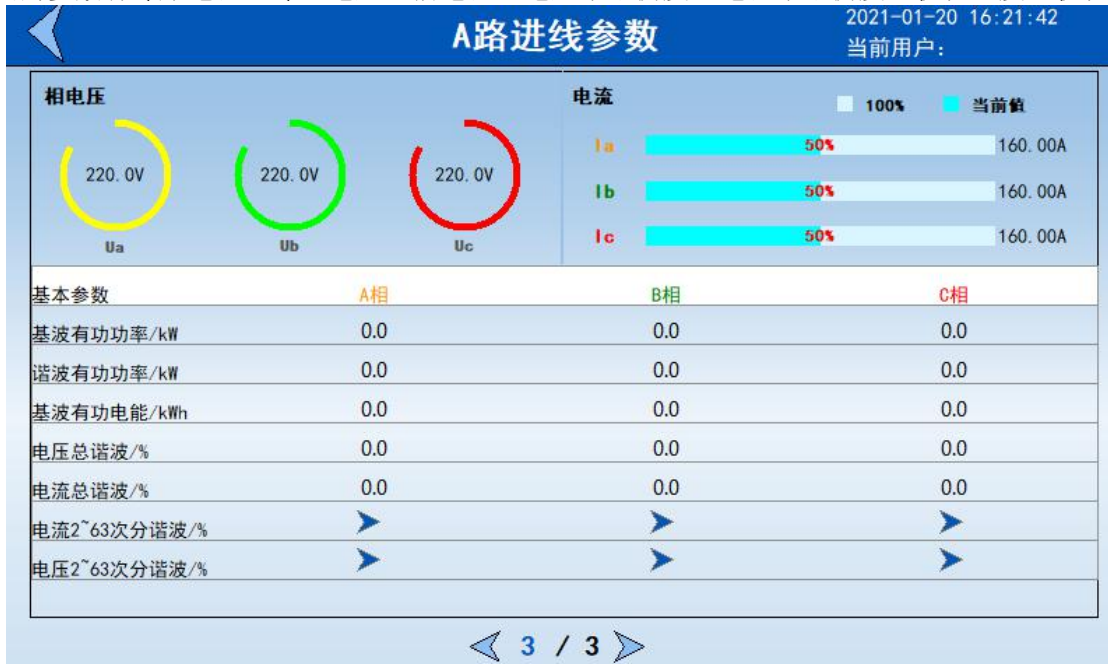 A路进线参数
2021-01-20 16:21:42
当前用户：
相电压
220.0V 220.0V 220.0V
Ua Ub Uc
电流
100% 当前值
Ia 50% 160.00A
Ib 50% 160.00A
Ic 50% 160.00A
基本参数 A相 B相 C相
基波有功功率/kW 0.0 0.0 0.0
谐波有功功率/kW 0.0 0.0 0.0
基波有功电能/kWh 0.0 0.0 0.0
电压总谐波/% 0.0 0.0 0.0
电流总谐波/% 0.0 0.0 0.0
电流2~63次分谐波/%
电压2~63次分谐波/%
3 / 3